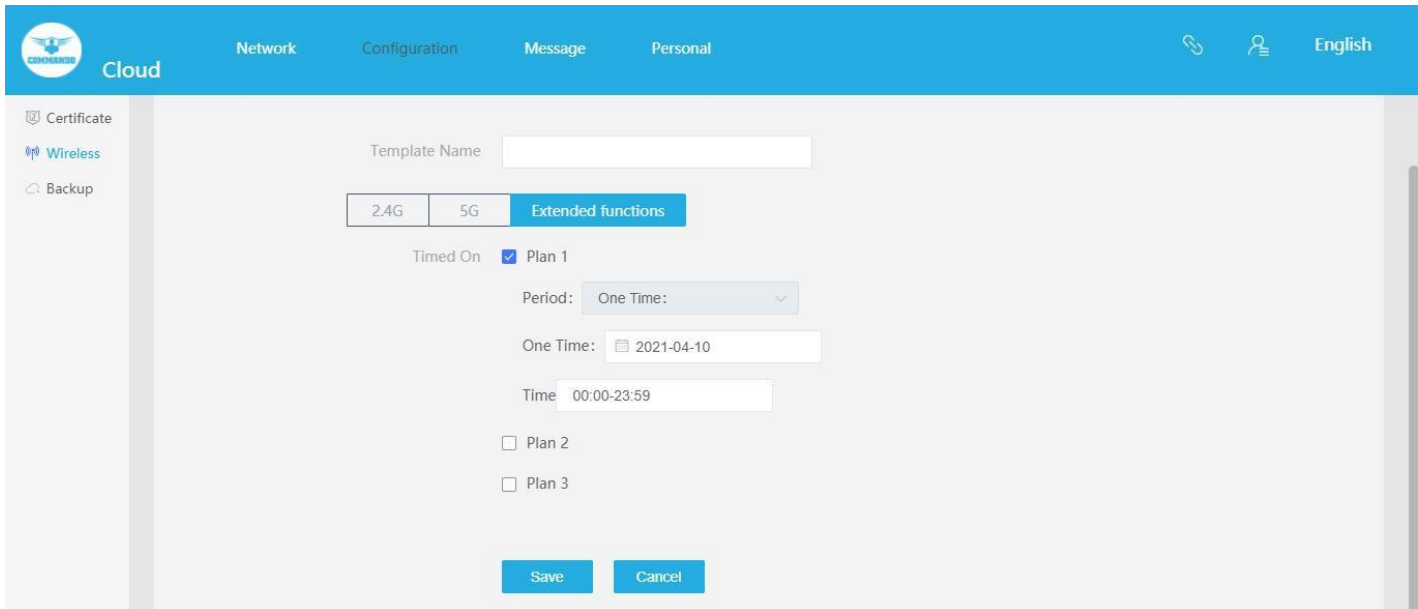 COMMANDO
Cloud
Network Configuration Message Personal English
Certificate
Wireless
Backup
Template Name
2.4G 5G Extended functions
Timed On Plan 1
Period: One Time:
One Time: 2021-04-10
Time 00:00-23:59
Plan 2
Plan 3
Save Cancel